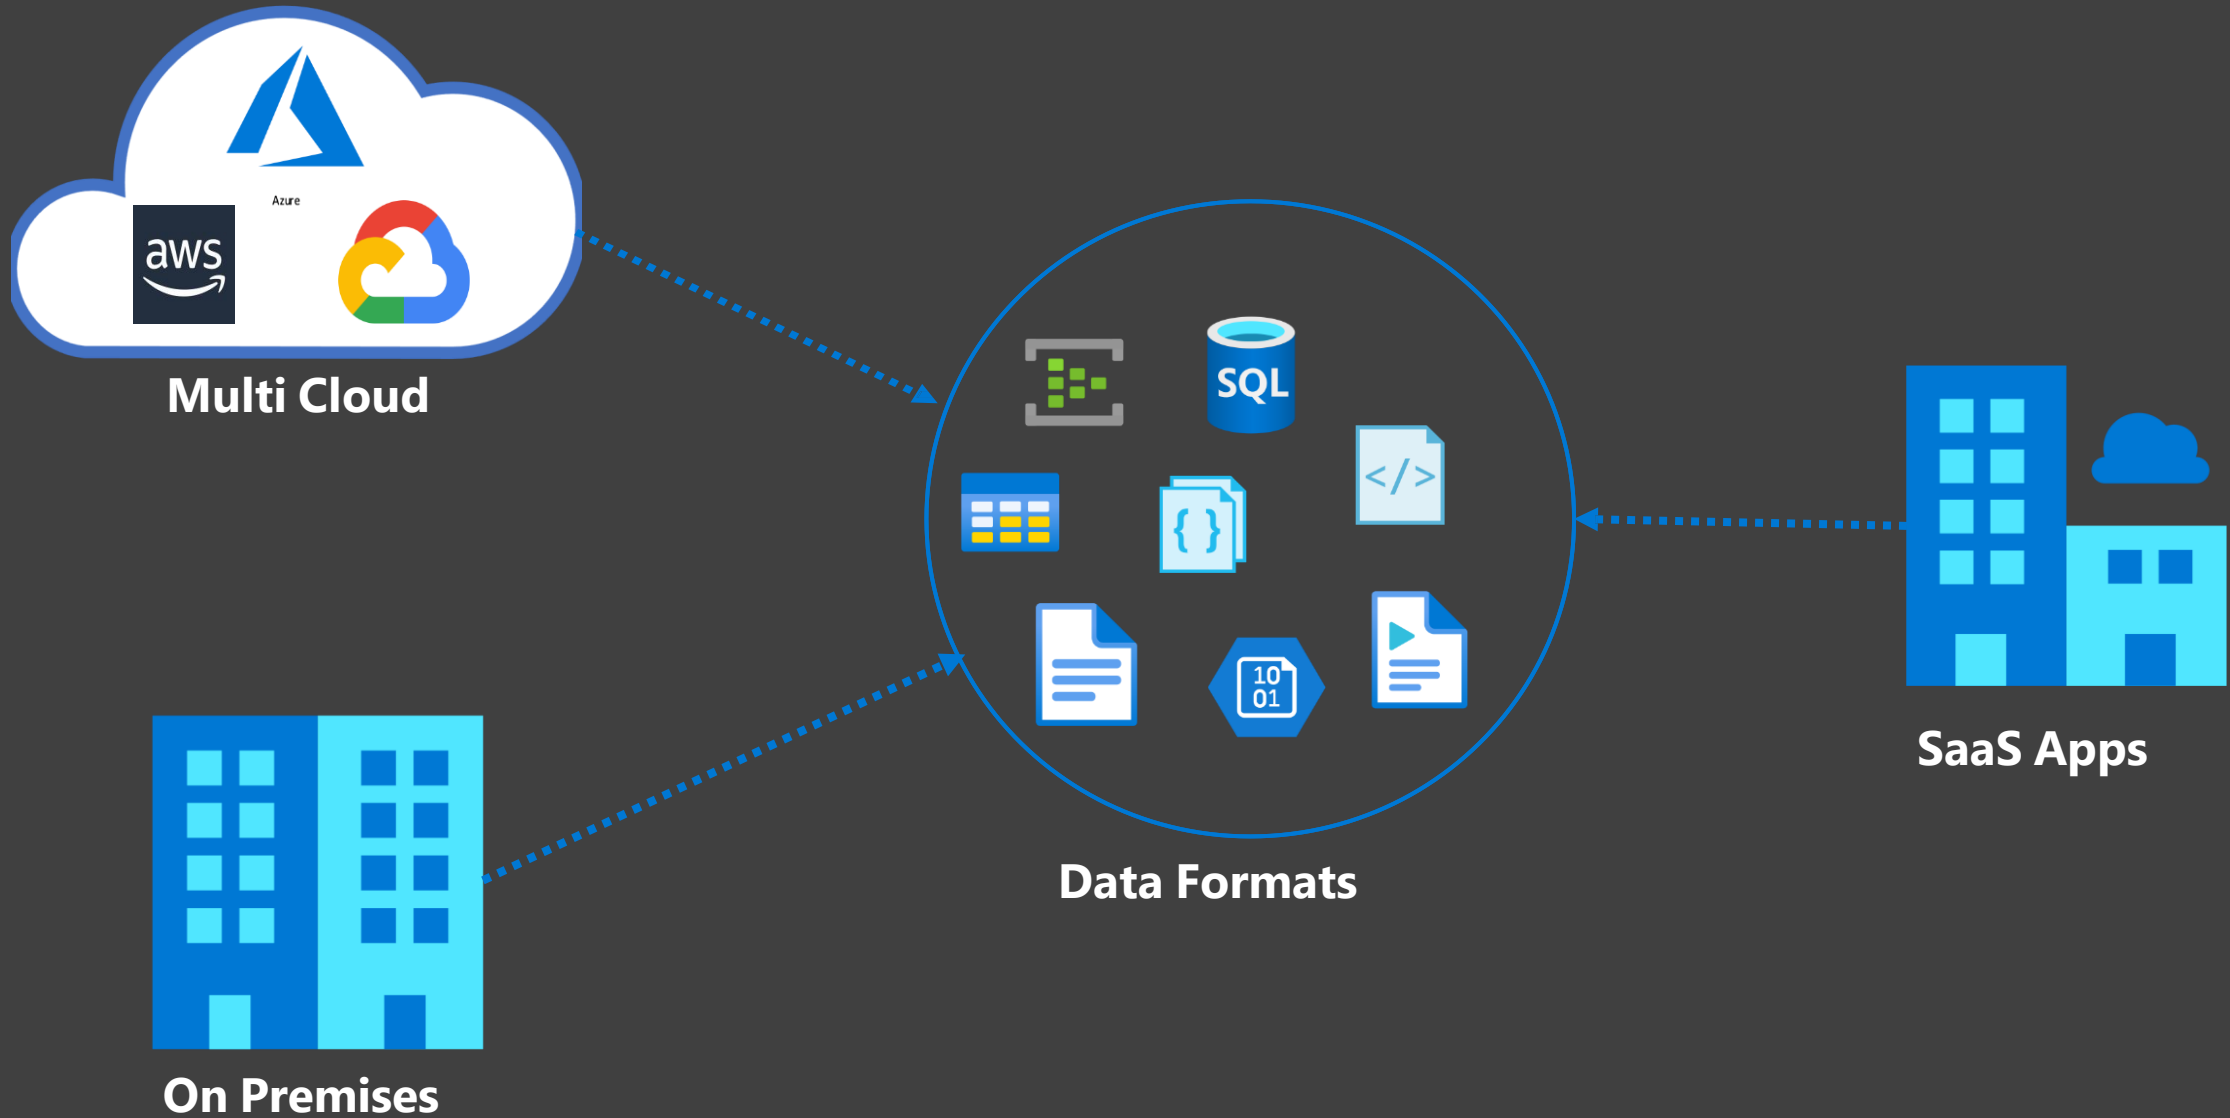 Azure
aws
Multi Cloud
SQL
</>
{ }
10
01
SaaS Apps
Data Formats
On Premises